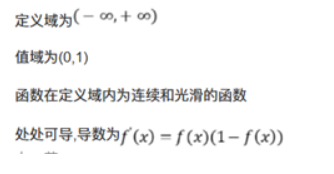 定义域为(− ∞, + ∞)
值域为(0,1)
函数在定义域内为连续和光滑的函数
处处可导,导数为f′(x) = f(x)(1− f(x))